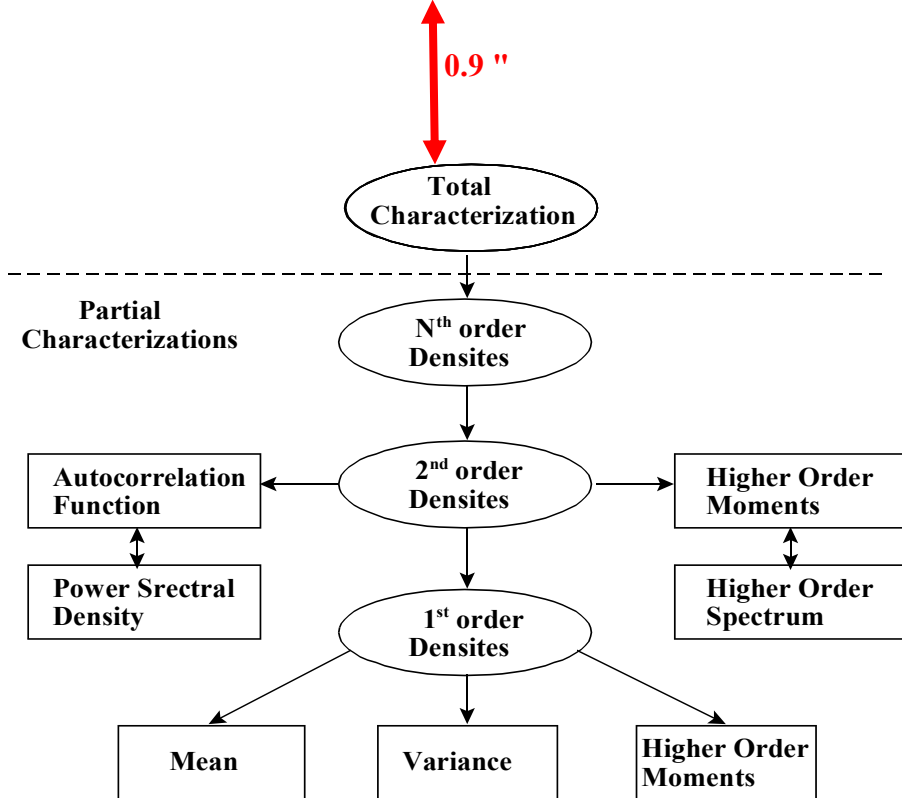 0.9 "
Total
Characterization
Partial
Characterizations
Nth order
Densites
Autocorrelation
Function
2nd order
Densites
Higher Order
Moments
Power Srectral
Density
1st order
Densites
Higher Order
Spectrum
Mean
Variance
Higher Order
Moments